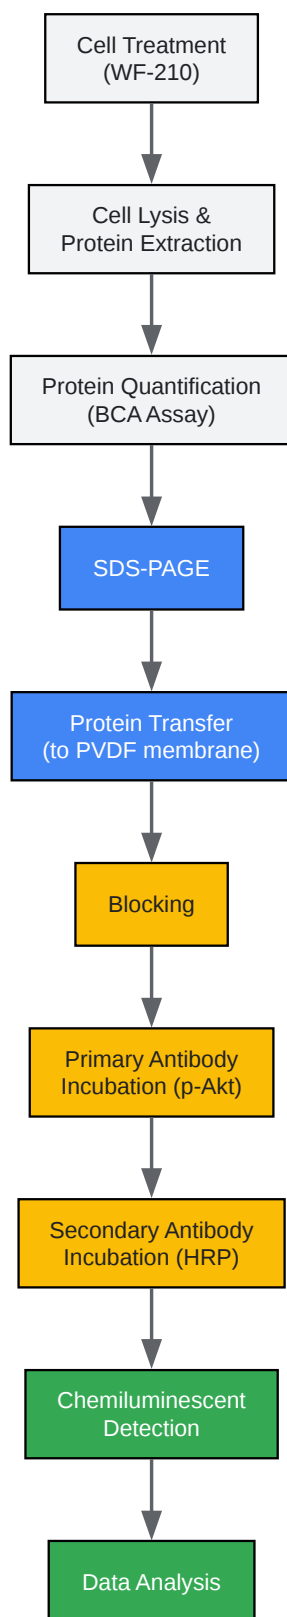 Cell Treatment
(WF-210)
Cell Lysis &
Protein Extraction
Protein Quantification
(BCA Assay)
SDS-PAGE
Protein Transfer
(to PVDF membrane)
Blocking
Primary Antibody
Incubation (p-Akt)
Secondary Antibody
Incubation (HRP)
Chemiluminescent
Detection
Data Analysis